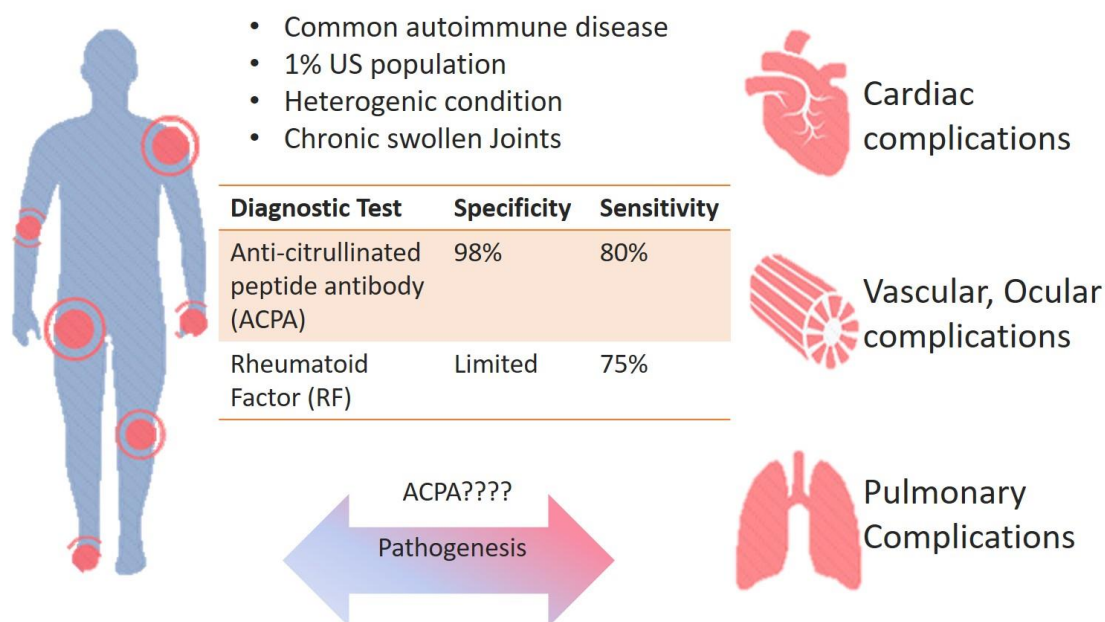 • Common autoimmune disease
• 1% US population
• Heterogenic condition
• Chronic swollen Joints
Diagnostic Test Specificity Sensitivity
Anti-citrullinated 98% 80%
peptide antibody
(ACPA)
Rheumatoid Limited 75%
Factor (RF)
ACPA????
Pathogenesis
Cardiac
complications
Vascular, Ocular
complications
Pulmonary
Complications